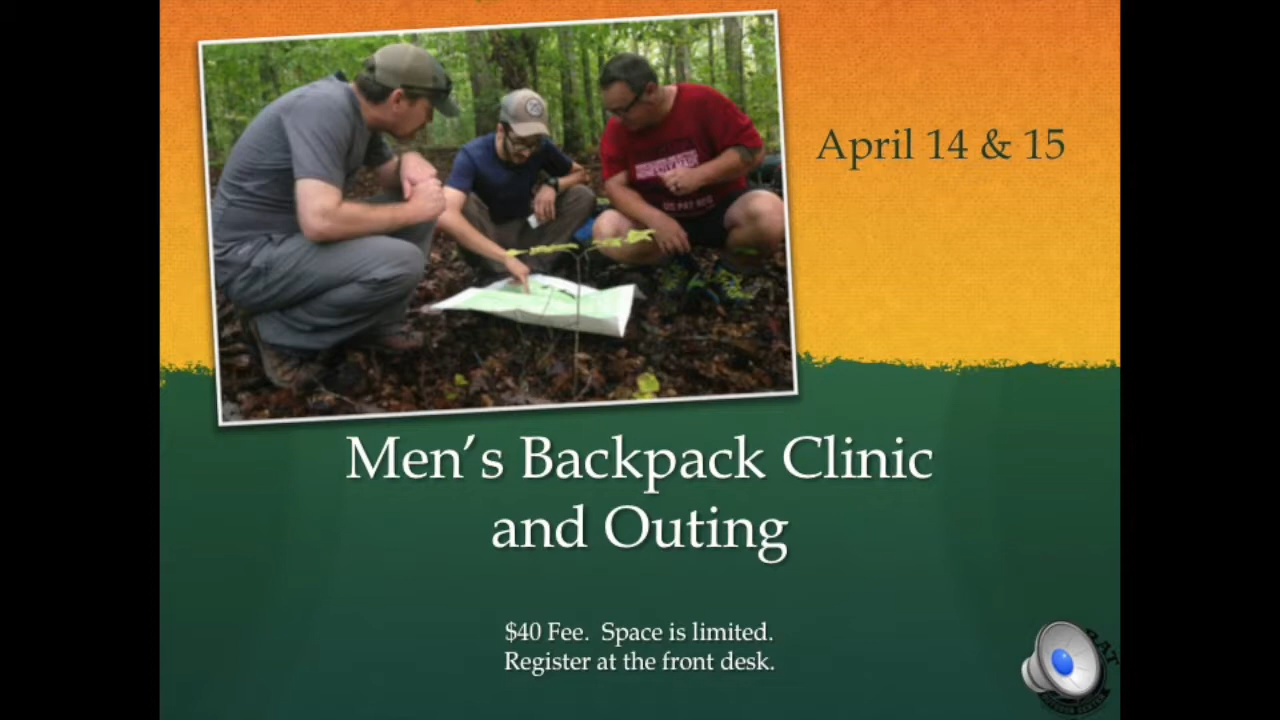 April 14 & 15
Men's Backpack Clinic
and Outing
$40 Fee. Space is limited.
Register at the front desk.